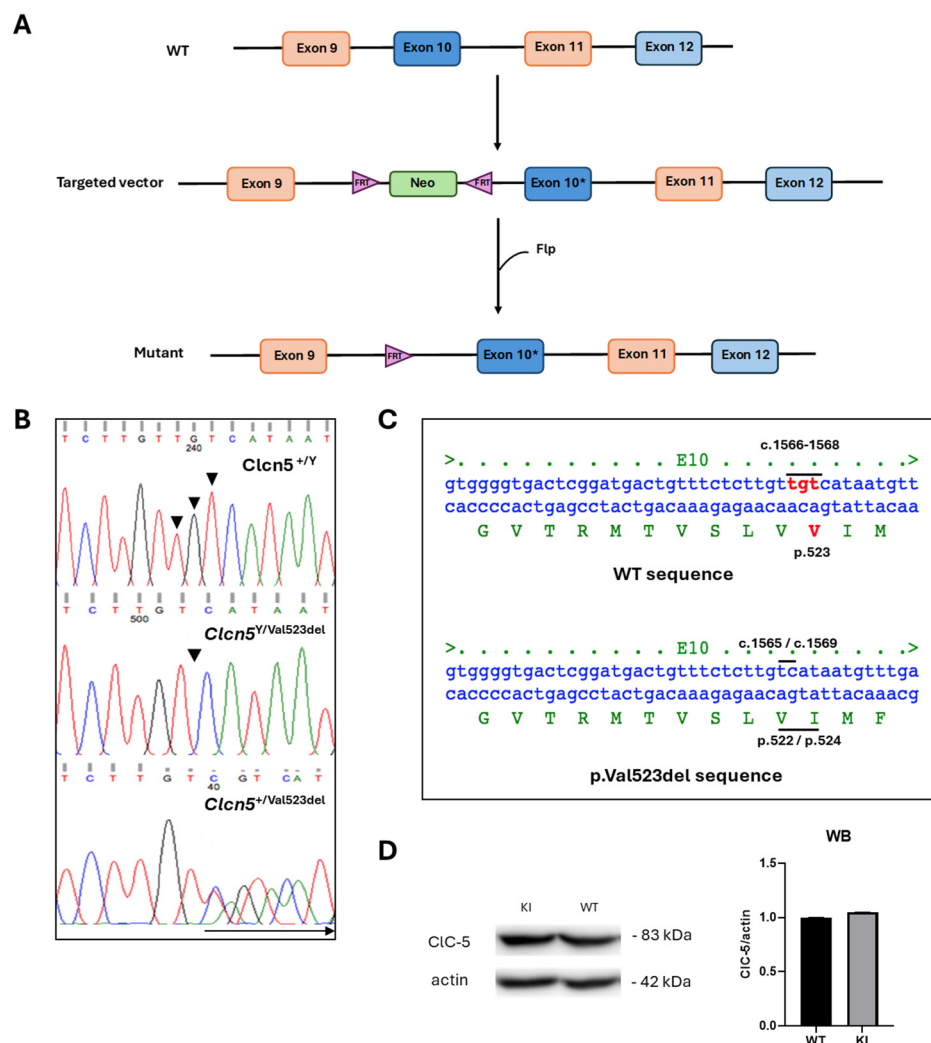 A
WT
Exon 9
Exon 10
Exon 11
Exon 12
Targeted vector
Exon 9
FRT
Neo
FRT
Exon 10*
Exon 11
Exon 12
Flp
Mutant
Exon 9
FRT
Exon 10*
Exon 11
Exon 12
B
T C T T G T T G T C A T A A T
240
Clcn5+/Y
T C T T G T C A T A A T
500
Clcn5Y/Val523del
T C T T G T C G T C A T
40
Clcn5+/Val523del
C
c.1566-1568
>. . . . . . . . . . . . E10 . . . . . . . . . .>
gtggggtgactcggatgactgtttctcttgttgtcataatgtt
caccccactgagcctactgacaaagagaacaacagtattacaa
G V T R M T V S L V V I M
p.523
WT sequence
c.1565 / c.1569
>. . . . . . . . . . . . E10 . . . . . . . . . .>
gtggggtgactcggatgactgtttctcttgtcataatgtttga
caccccactgagcctactgacaaagagaacagtattacaaacg
G V T R M T V S L V I M F
p.522 / p.524
p.Val523del sequence
D
KI WT
ClC-5
- 83 kDa
actin
- 42 kDa
WB
ClC-5/actin
1.5
1.0
0.5
0.0
WT KI